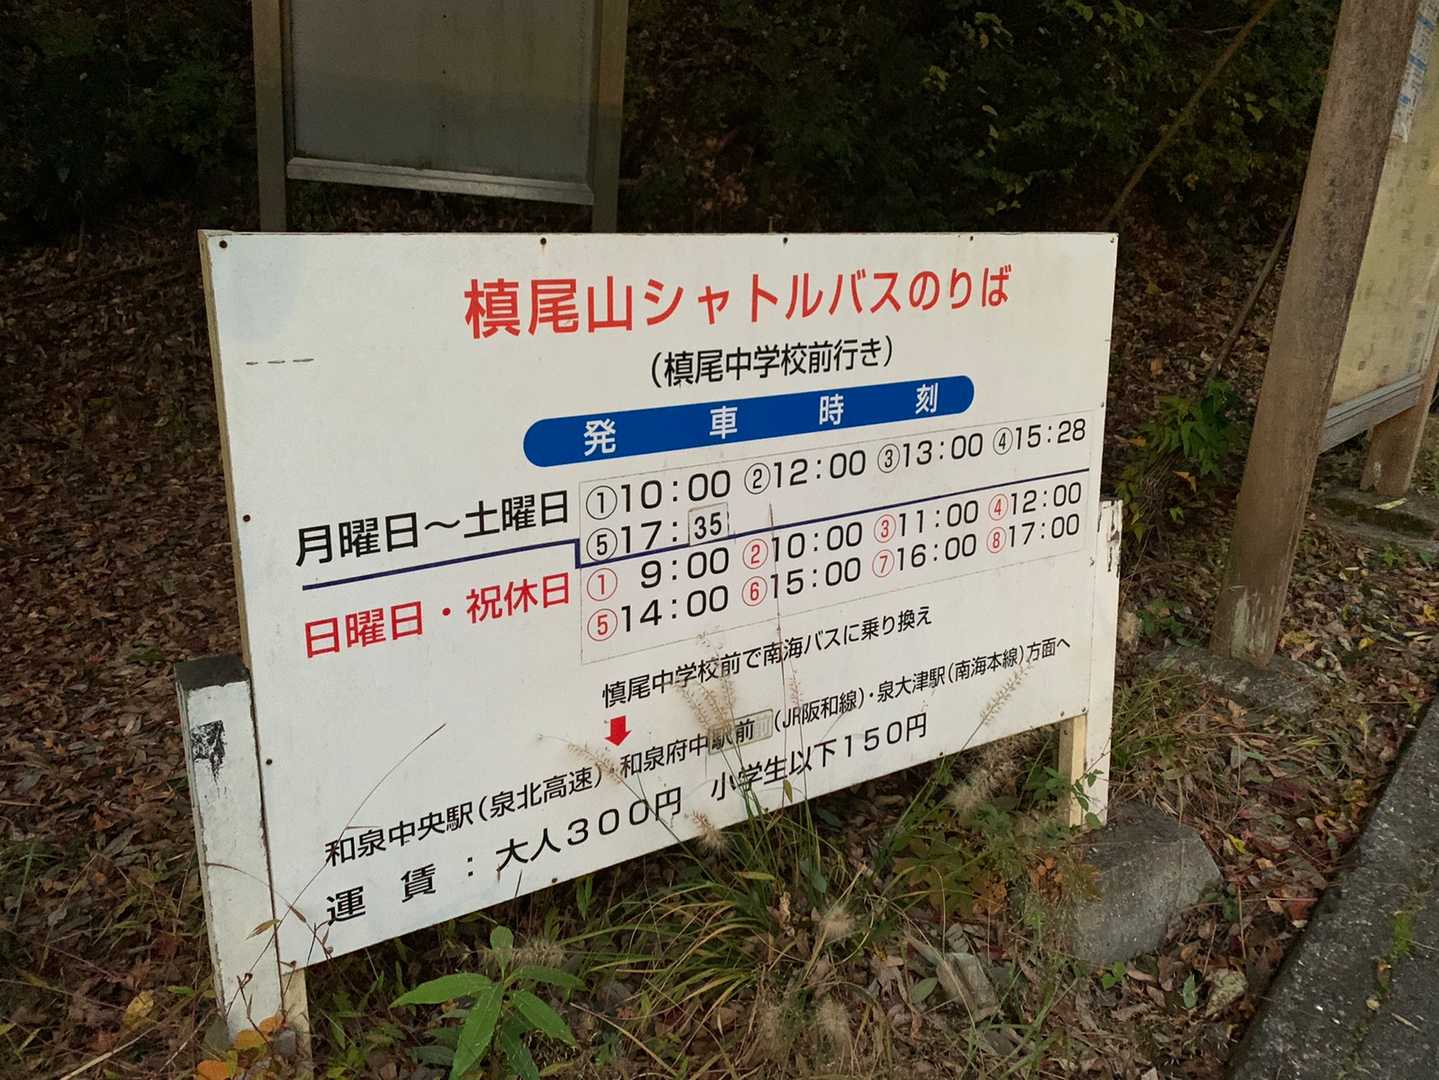 槙尾山シャトルバスのりば
（槙尾中学校前行き）
発車時刻
月曜日～土曜日 ①10：00 ②12：00 ③13：00 ④15：28
⑤17：35
日曜日・祝休日 ① 9：00 ②10：00 ③11：00 ④12：00
⑤14：00 ⑥15：00 ⑦16：00 ⑧17：00
慎尾中学校前で南海バスに乗り換え
和泉中央駅（泉北高速）・和泉府中駅前（JR阪和線）・泉大津駅（南海本線）方面へ
運賃：大人３００円 小学生以下１５０円